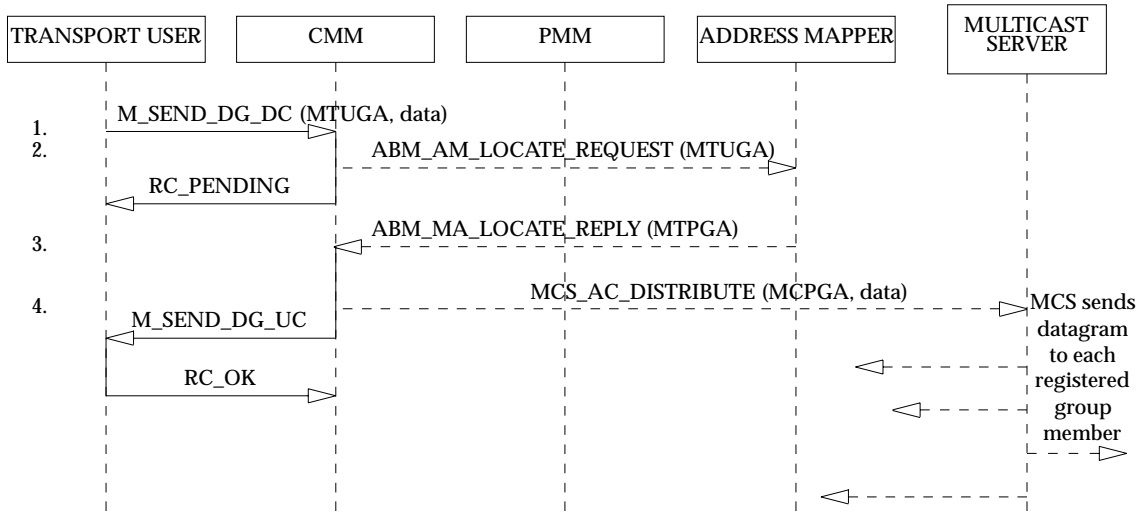 TRANSPORT USER
CMM
PMM
ADDRESS MAPPER
MULTICAST
SERVER
M_SEND_DG_DC (MTUGA, data)
1.
2.
ABM_AM_LOCATE_REQUEST (MTUGA)
RC_PENDING
ABM_MA_LOCATE_REPLY (MTPGA)
3.
MCS_AC_DISTRIBUTE (MCPGA, data)
4.
M_SEND_DG_UC
MCS sends
datagram
to each
registered
group
member
RC_OK